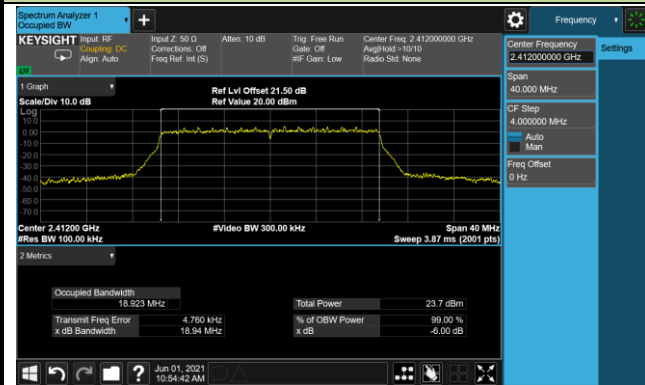 Spectrum Analyzer 1
Occupied BW
Frequency
KEYSIGHT
Input: RF
Coupling: DC
Align: Auto
Input Z: 50 Ω
Corrections: Off
Freq Ref: Int (S)
Atten: 10 dB
Trig: Free Run
Gate: Off
#IF Gain: Low
Center Freq: 2.412000000 GHz
Avg|Hold:>10/10
Radio Std: None
Center Frequency
2.412000000 GHz
Settings
Span
40.000 MHz
CF Step
4.000000 MHz
Auto
Man
Freq Offset
0 Hz
1 Graph
Scale/Div 10.0 dB
Ref Lvl Offset 21.50 dB
Ref Value 20.00 dBm
Log
10.0
0.00
-10.0
-20.0
-30.0
-40.0
-50.0
-60.0
-70.0
Center 2.41200 GHz
#Res BW 100.00 kHz
#Video BW 300.00 kHz
Span 40 MHz
Sweep 3.87 ms (2001 pts)
2 Metrics
Occupied Bandwidth
18.923 MHz
Total Power 23.7 dBm
Transmit Freq Error 4.760 kHz
% of OBW Power 99.00 %
x dB Bandwidth 18.94 MHz
x dB -6.00 dB
Jun 01, 2021
10:54:42 AM